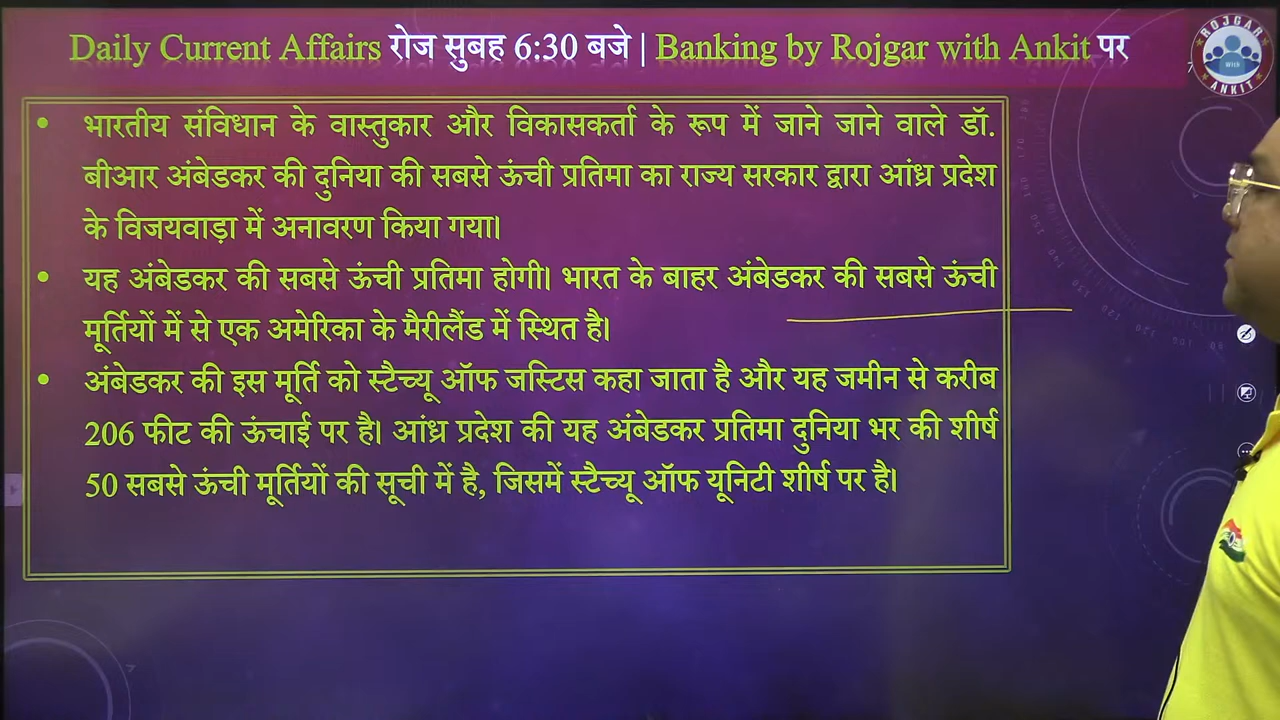 Daily Current Affairs रोज सुबह 6:30 बजे | Banking by Rojgar with Ankit पर
ROJGAR
WITH
ANKIT
• भारतीय संविधान के वास्तुकार और विकासकर्ता के रूप में जाने जाने वाले डॉ.
बीआर अंबेडकर की दुनिया की सबसे ऊंची प्रतिमा का राज्य सरकार द्वारा आंध्र प्रदेश
के विजयवाड़ा में अनावरण किया गया।
• यह अंबेडकर की सबसे ऊंची प्रतिमा होगी। भारत के बाहर अंबेडकर की सबसे ऊंची
मूर्तियों में से एक अमेरिका के मैरीलैंड में स्थित है।
• अंबेडकर की इस मूर्ति को स्टैच्यू ऑफ जस्टिस कहा जाता है और यह जमीन से करीब
206 फीट की ऊंचाई पर है। आंध्र प्रदेश की यह अंबेडकर प्रतिमा दुनिया भर की शीर्ष
50 सबसे ऊंची मूर्तियों की सूची में है, जिसमें स्टैच्यू ऑफ यूनिटी शीर्ष पर है।